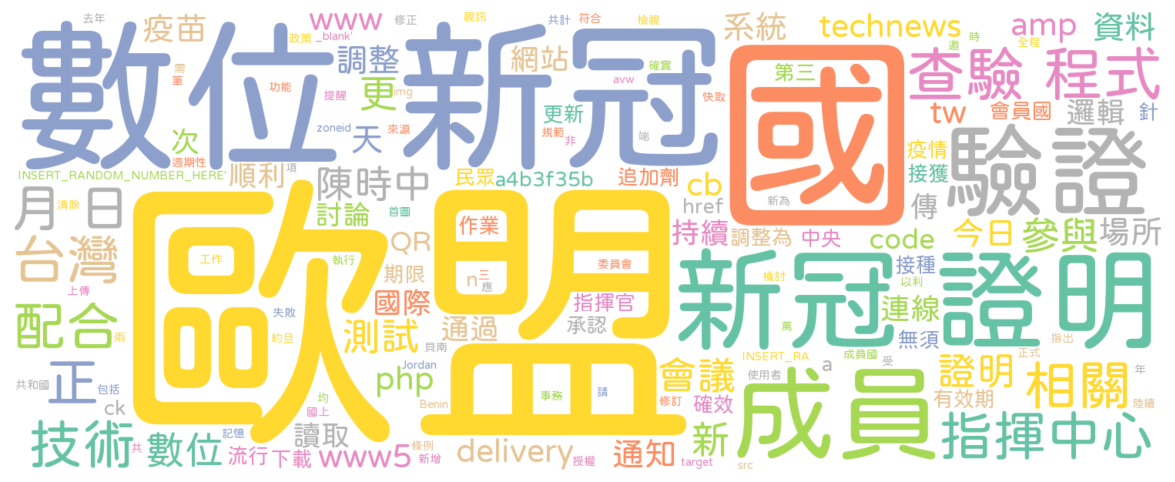 數位新冠
國
歐盟
新冠證明
驗證
成員
查驗 程式
指揮中心
疫苗
去年
www
政策
_blank'
修正
視訊
共計
符合
檢視
系統
technews
amp
資料
調整
網站
更
img
avw
確實
第三
邀
時
全程
tw
會員國
邏輯
針
需
筆
功能
提醒
快取
更新
規範
非
端
次
天
zoneid
來源
週期性
項
INSERT_RANDOM_NUMBER_HERE'
順利
陳時中
民眾
a4b3f35b
追加劑
cb
疫情
接獲
月 日
清除
討論
首圖
作業
href
新為
傳
台灣
工作
QR
執行
持續
調整為
中央
code
今日
參與
場所
上傳
期限
n
三
應
委員會
檢討
接種
以利
國際
指揮官
連線
配合
兩
失敗
約旦
測試
通過
貝南
承認
萬
無須
指出
正式
共和國
正
包括
Jordan
php
事務
請
會議
INSERT_RA
使用者
成員國
a
受
證明
相關
年
ck
均
國上
Benin
修訂
確效
有效期
陸續
技術
共
數位
記憶
讀取
流行
下載
www5
條例
新增
delivery
授權
通知
新
target
src